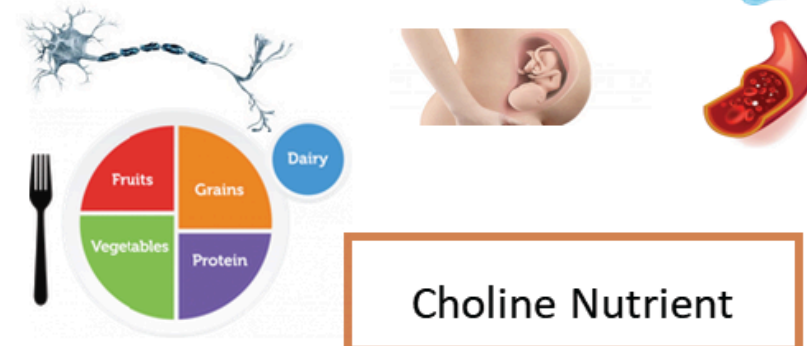 Dairy
Fruits
Grains
Vegetables
Protein
Choline Nutrient